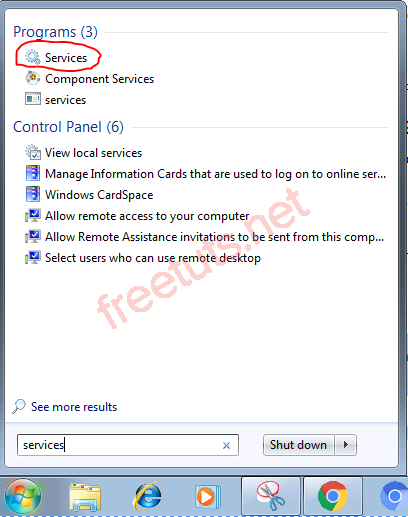 Programs (3)
Services
Component Services
services
Control Panel (6)
View local services
Manage Information Cards that are used to log on to online ser...
Windows CardSpace
Allow remote access to your computer
Allow Remote Assistance invitations to be sent from this comp...
Select users who can use remote desktop
freetuts.net
See more results
services
Shut down